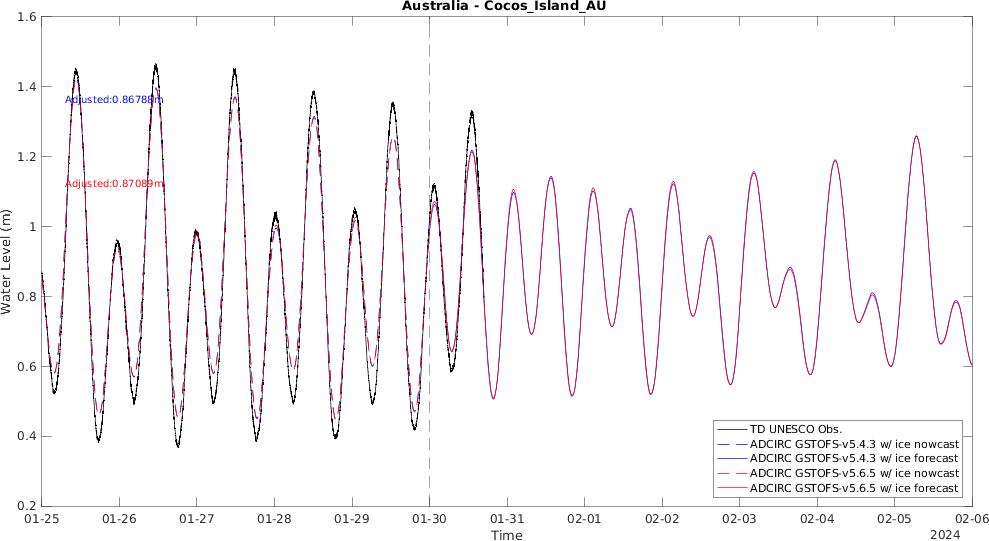 Australia - Cocos_Island_AU
1.6
1.4
1.2
1
0.8
0.6
0.4
0.2
Water Level (m)
Adjusted:0.86788m
Adjusted:0.87089m
TD UNESCO Obs.
ADCIRC GSTOFS-v5.4.3 w/ ice nowcast
ADCIRC GSTOFS-v5.4.3 w/ ice forecast
ADCIRC GSTOFS-v5.6.5 w/ ice nowcast
ADCIRC GSTOFS-v5.6.5 w/ ice forecast
01-25 01-26 01-27 01-28 01-29 01-30 01-31 02-01 02-02 02-03 02-04 02-05 02-06
Time
2024